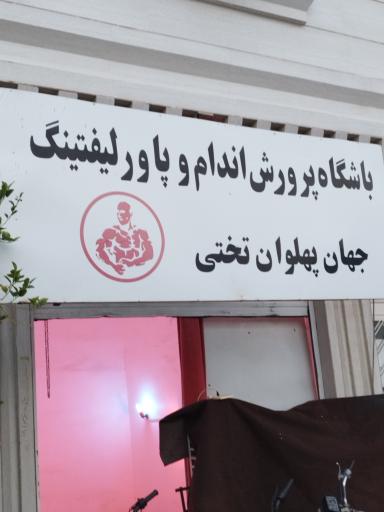 باشگاه پرورش اندام و پاورلیفتینگ
جهان پهلوان تختی